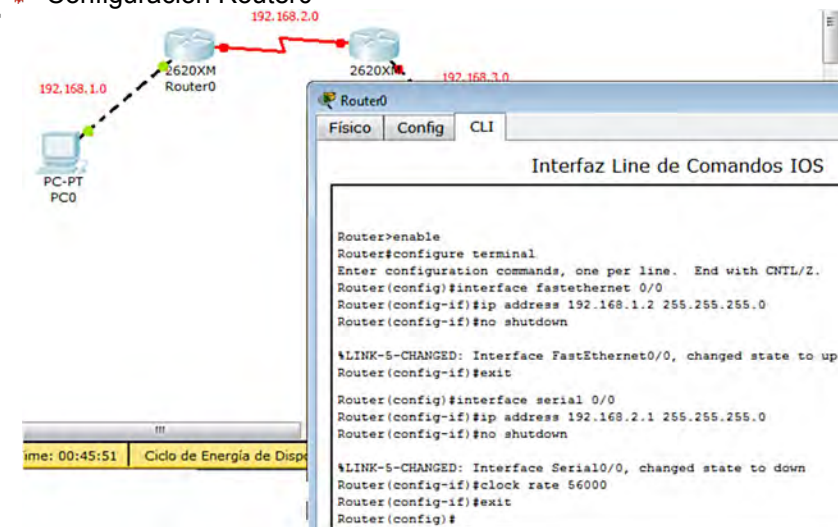 Configuración Router0
192.168.2.0
2620XM
Router0
2620XM
192.168.3.0
192.168.1.0
PC-PT
PC0
Router0
Físico Config CLI
Interfaz Line de Comandos IOS
Router>enable
Router#configure terminal
Enter configuration commands, one per line. End with CNTL/Z.
Router(config)#interface fastethernet 0/0
Router(config-if)#ip address 192.168.1.2 255.255.255.0
Router(config-if)#no shutdown
%LINK-5-CHANGED: Interface FastEthernet0/0, changed state to up
Router(config-if)#exit
Router(config)#interface serial 0/0
Router(config-if)#ip address 192.168.2.1 255.255.255.0
Router(config-if)#no shutdown
%LINK-5-CHANGED: Interface Serial0/0, changed state to down
Router(config-if)#clock rate 56000
Router(config-if)#exit
Router(config)#
ime: 00:45:51 Ciclo de Energía de Dispo